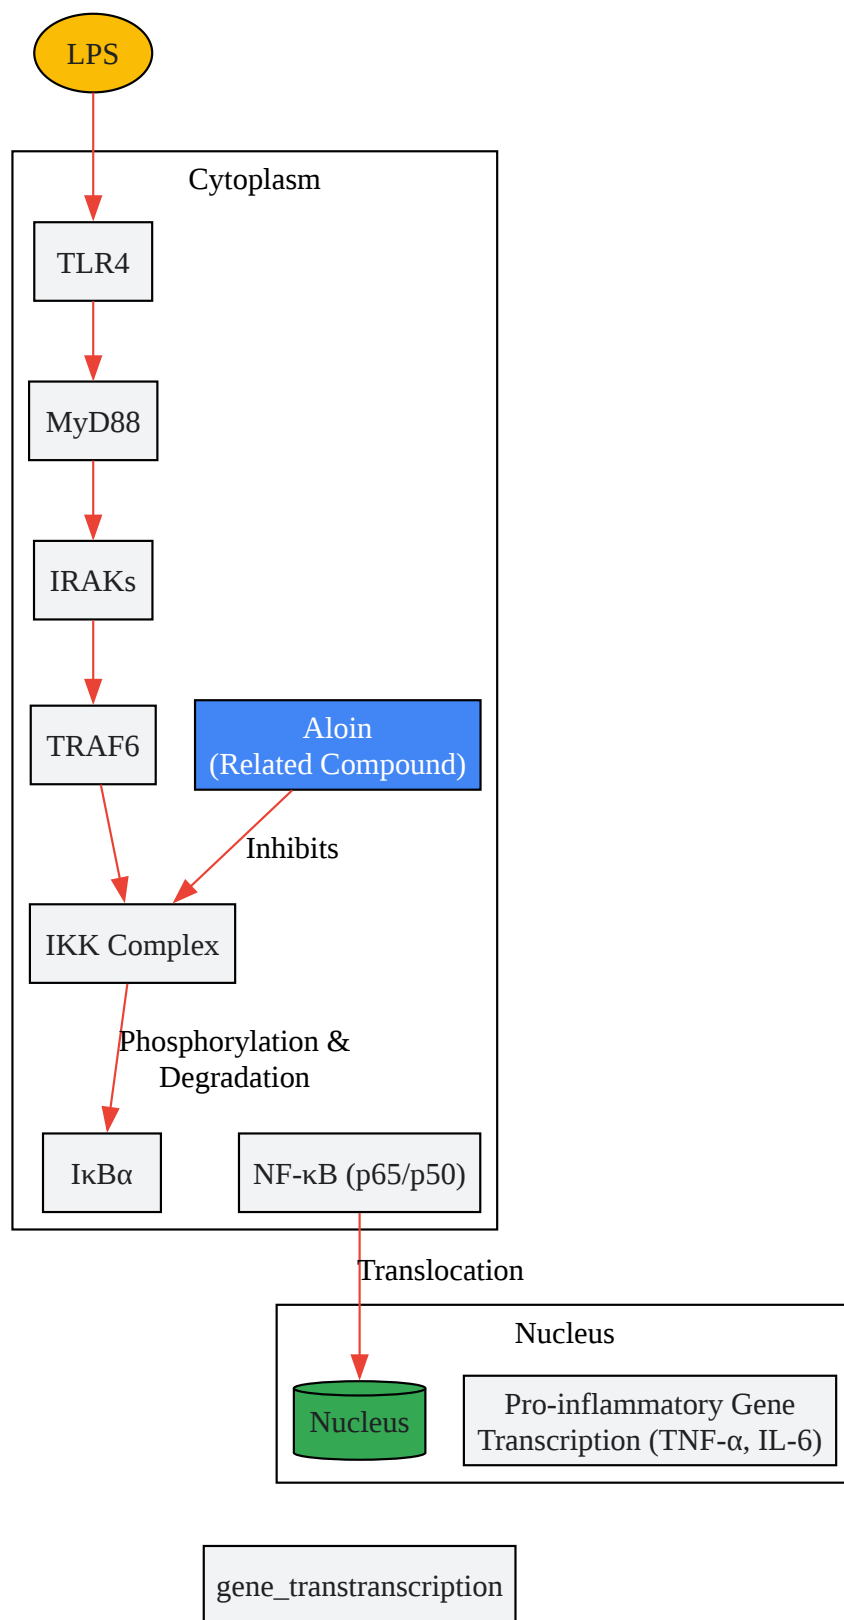 LPS
Cytoplasm
TLR4
MyD88
IRAKs
TRAF6
Aloin
(Related Compound)
Inhibits
IKK Complex
Phosphorylation &
Degradation
IκBα
NF-κB (p65/p50)
Translocation
Nucleus
Nucleus
Pro-inflammatory Gene
Transcription (TNF-α, IL-6)
gene_transtranscription